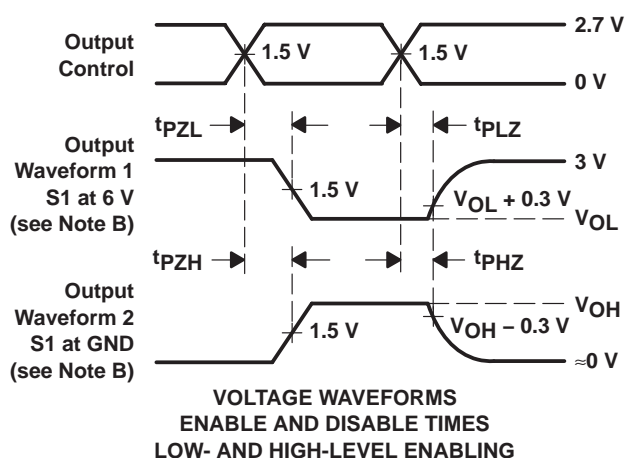 2.7 V
Output
Control
1.5 V
1.5 V
0 V
tPZL
tPLZ
Output
Waveform 1
S1 at 6 V
(see Note B)
3 V
1.5 V
VOL + 0.3 V
VOL
tPZH
tPHZ
Output
Waveform 2
S1 at GND
(see Note B)
VOH
1.5 V
VOH – 0.3 V
≈0 V
VOLTAGE WAVEFORMS
ENABLE AND DISABLE TIMES
LOW- AND HIGH-LEVEL ENABLING